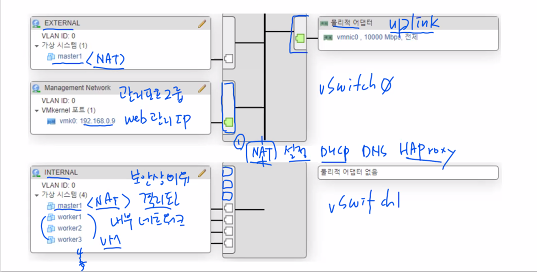 EXTERNAL
VLAN ID: 0
가상 시스템 (1)
master1 (NAT)
물리적 어댑터 uplink
vmnic0 , 10000 Mbps, 전체
vSwitch0
Management Network
VLAN ID: 0
VMkernel 포트 (1)
vmk0: 192.168.0.9
관리포트그룹
web관리 IP
① (NAT) 설정 DHCP DNS HAProxy
INTERNAL
VLAN ID: 0
가상 시스템 (4)
master1 (NAT)
worker1
worker2
worker3
보안상이유
격리된
내부 네트워크
VM
물리적 어댑터 없음
vSwitch1